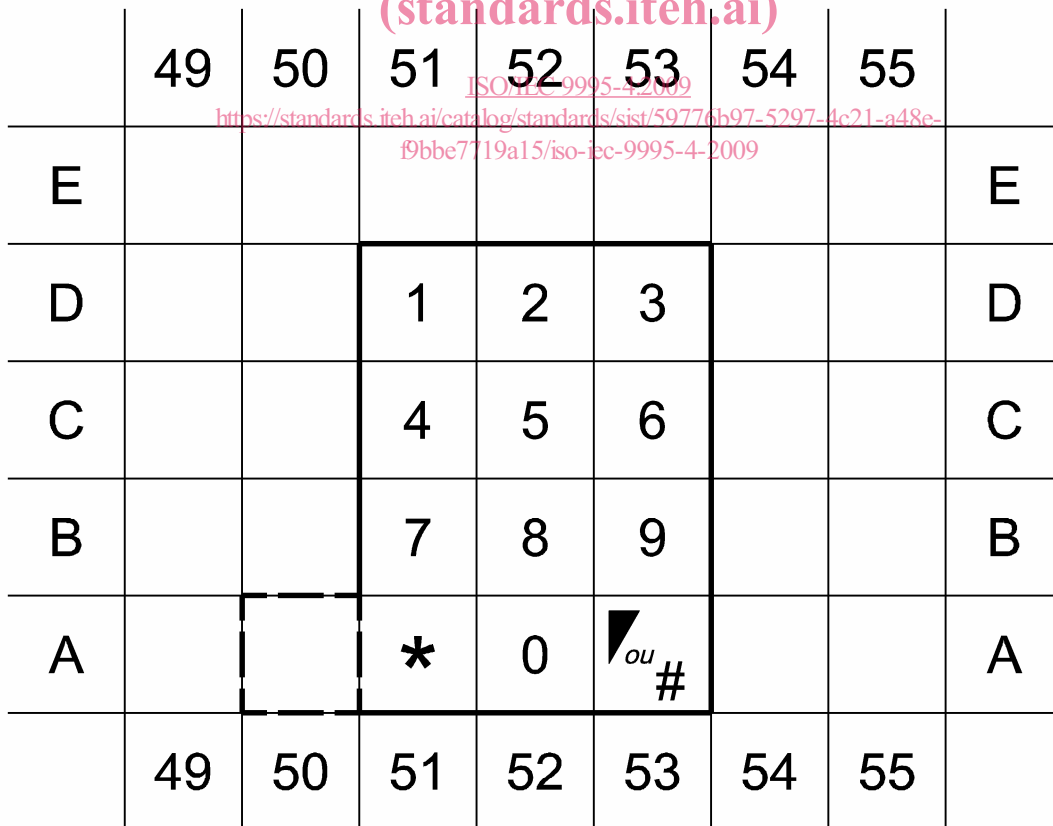 (standards.iteh.ai)
49 50 51 52 53 54 55
ISO/IEC 9995-4:2009
https://standards.iteh.ai/catalog/standards/sist/59776b97-5297-4c21-a48e-
f9bbe7719a15/iso-iec-9995-4-2009
E E
D 1 2 3 D
C 4 5 6 C
B 7 8 9 B
A * 0 ou # A
49 50 51 52 53 54 55